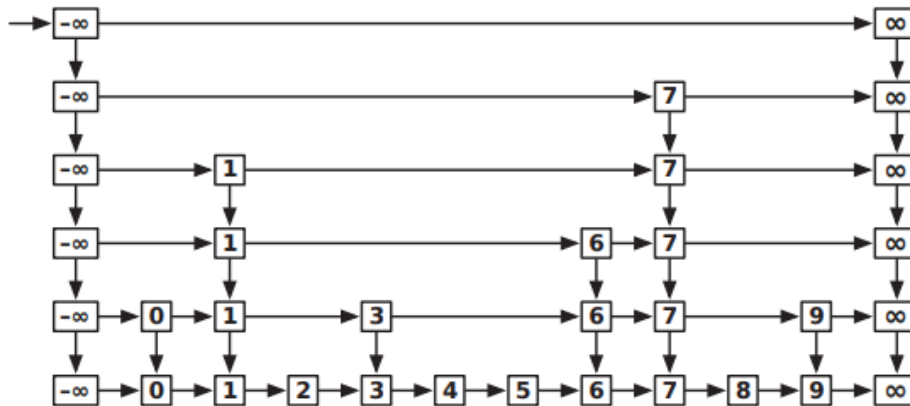 –∞ ∞
–∞ 7 ∞
–∞ 1 7 ∞
–∞ 1 6 7 ∞
–∞ 0 1 3 6 7 9 ∞
–∞ 0 1 2 3 4 5 6 7 8 9 ∞